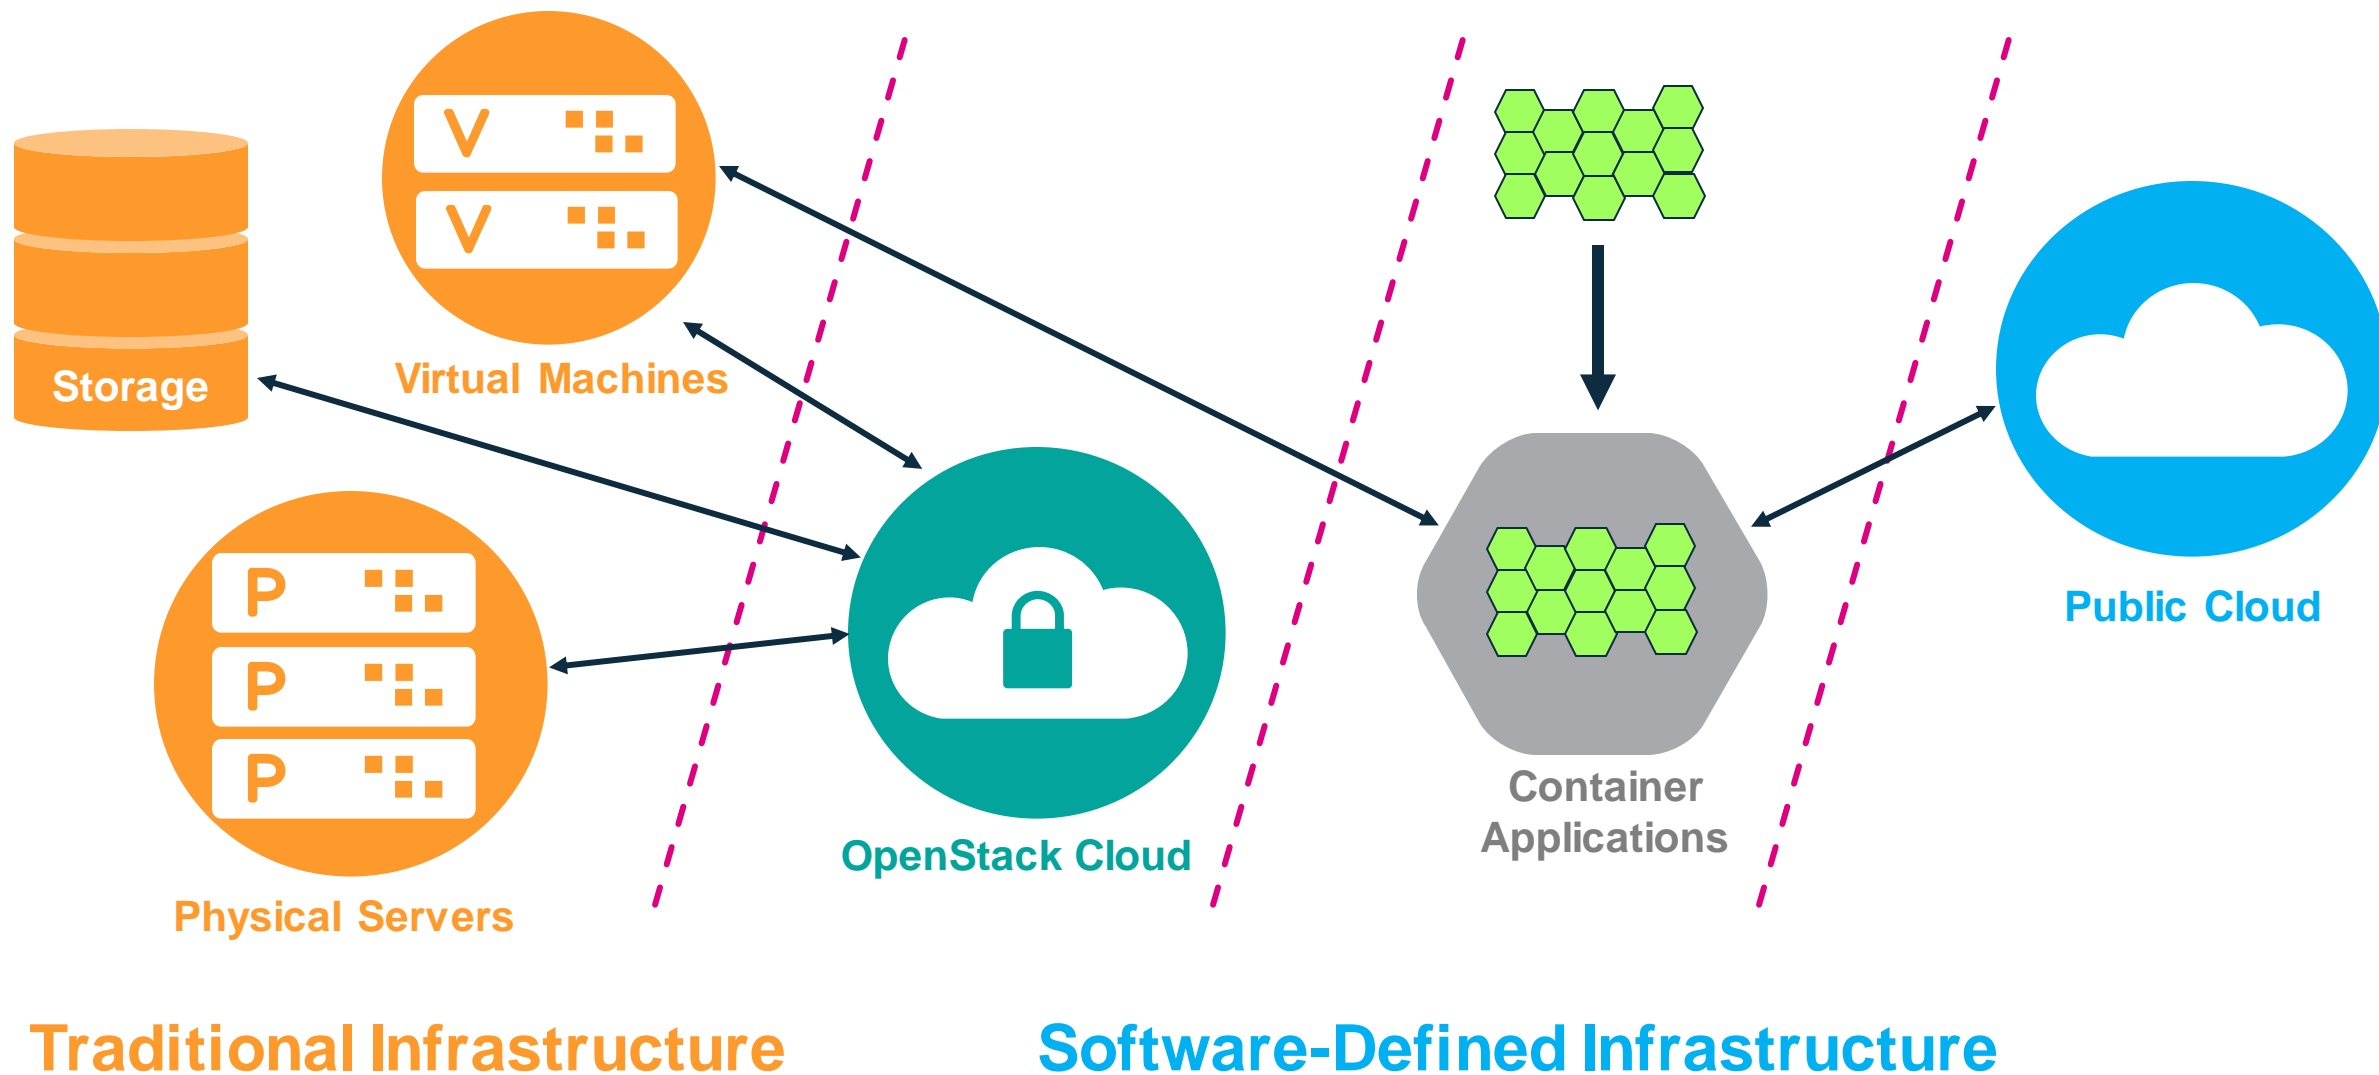 V
V
Storage
Virtual Machines
P
P
P
Public Cloud
Container
Applications
OpenStack Cloud
Physical Servers
Traditional Infrastructure
Software-Defined Infrastructure